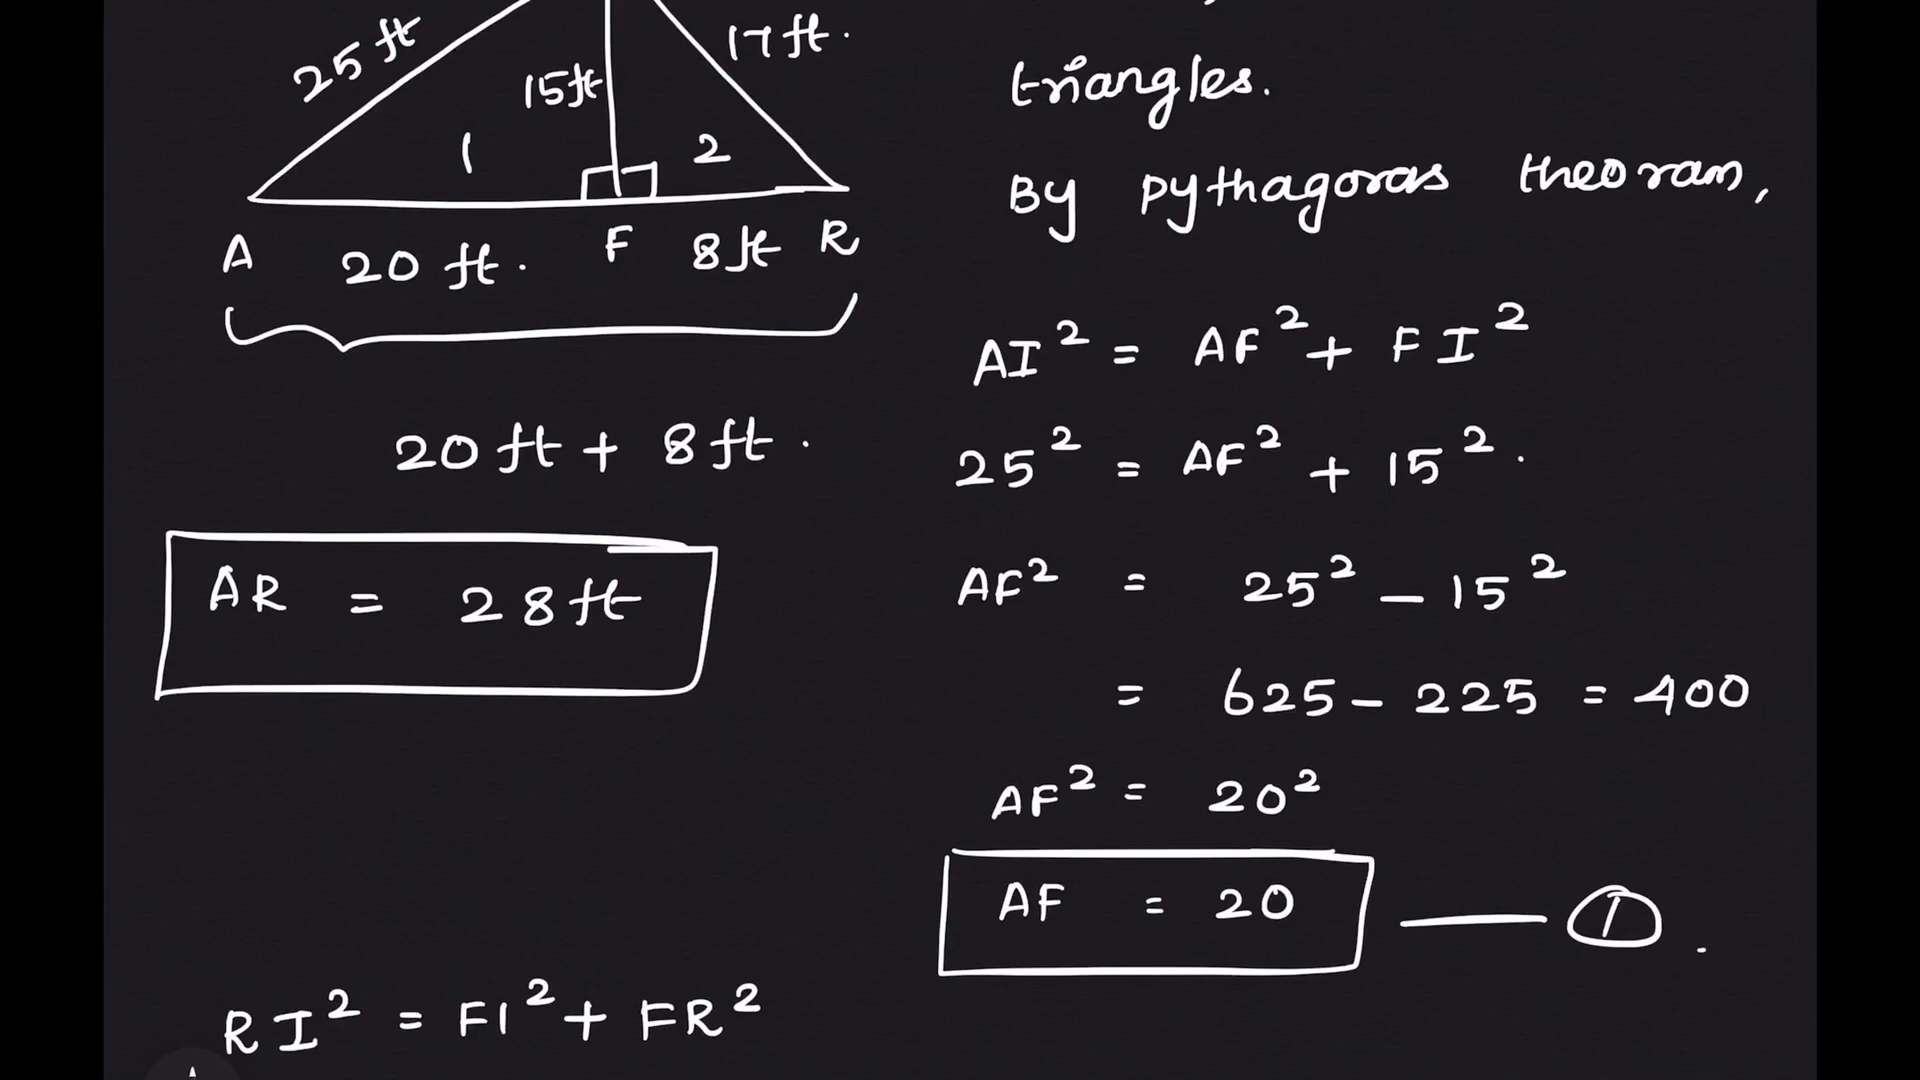 25 ft
15ft
17 ft.
1
2
A
20 ft.
F
8 ft
R
20 ft + 8 ft.
AR = 28 ft
RI² = FI² + FR²
triangles.
By pythagoras theoram,
AI² = AF² + FI²
25² = AF² + 15².
AF² = 25² – 15²
= 625 – 225 = 400
AF² = 20²
AF = 20 — ①.